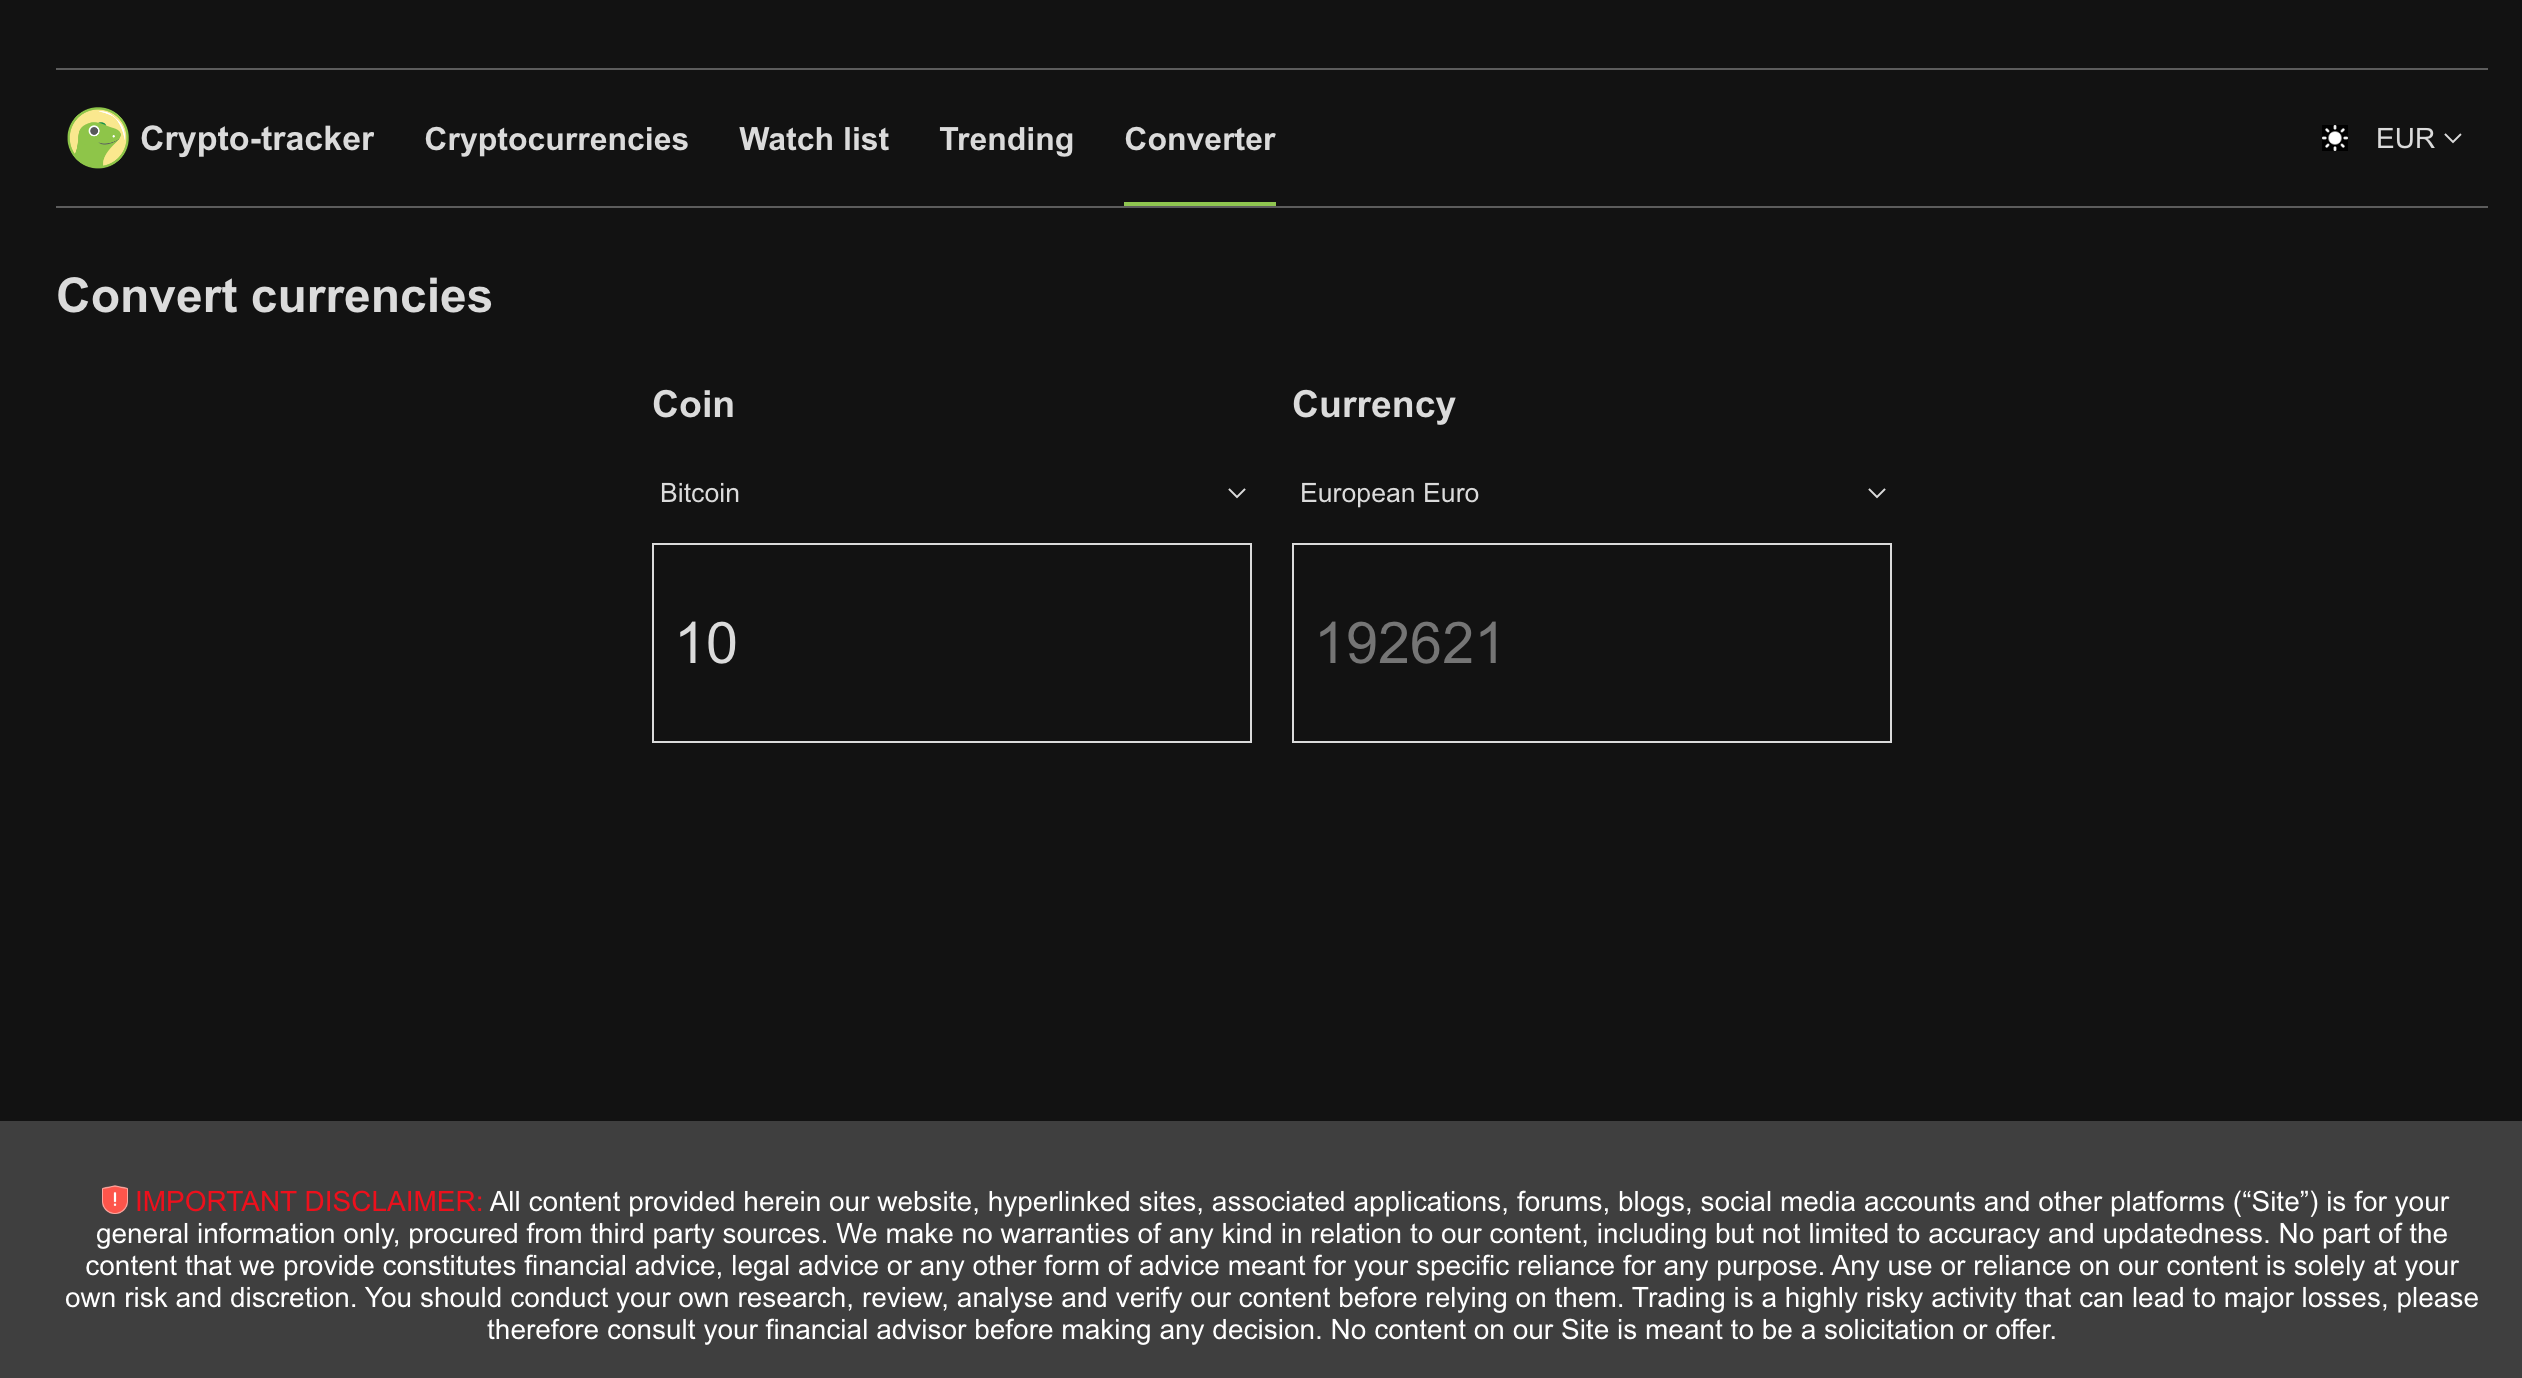 Crypto-tracker Cryptocurrencies Watch list Trending Converter EUR
Convert currencies
Coin Currency
Bitcoin European Euro
10 192621
IMPORTANT DISCLAIMER: All content provided herein our website, hyperlinked sites, associated applications, forums, blogs, social media accounts and other platforms (“Site”) is for your
general information only, procured from third party sources. We make no warranties of any kind in relation to our content, including but not limited to accuracy and updatedness. No part of the
content that we provide constitutes financial advice, legal advice or any other form of advice meant for your specific reliance for any purpose. Any use or reliance on our content is solely at your
own risk and discretion. You should conduct your own research, review, analyse and verify our content before relying on them. Trading is a highly risky activity that can lead to major losses, please
therefore consult your financial advisor before making any decision. No content on our Site is meant to be a solicitation or offer.